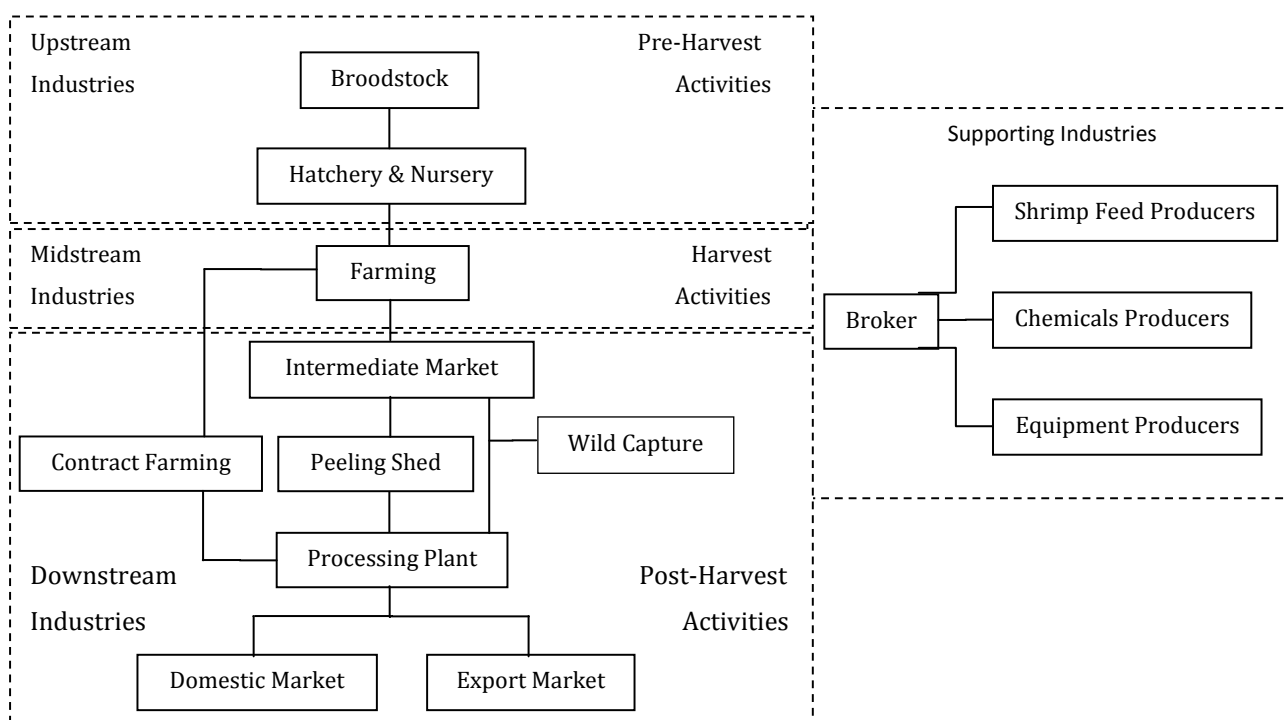 Upstream
Industries
Pre-Harvest
Activities
Broodstock
Hatchery & Nursery
Midstream
Industries
Harvest
Activities
Farming
Intermediate Market
Contract Farming
Peeling Shed
Wild Capture
Processing Plant
Downstream
Industries
Post-Harvest
Activities
Domestic Market
Export Market
Supporting Industries
Shrimp Feed Producers
Broker
Chemicals Producers
Equipment Producers